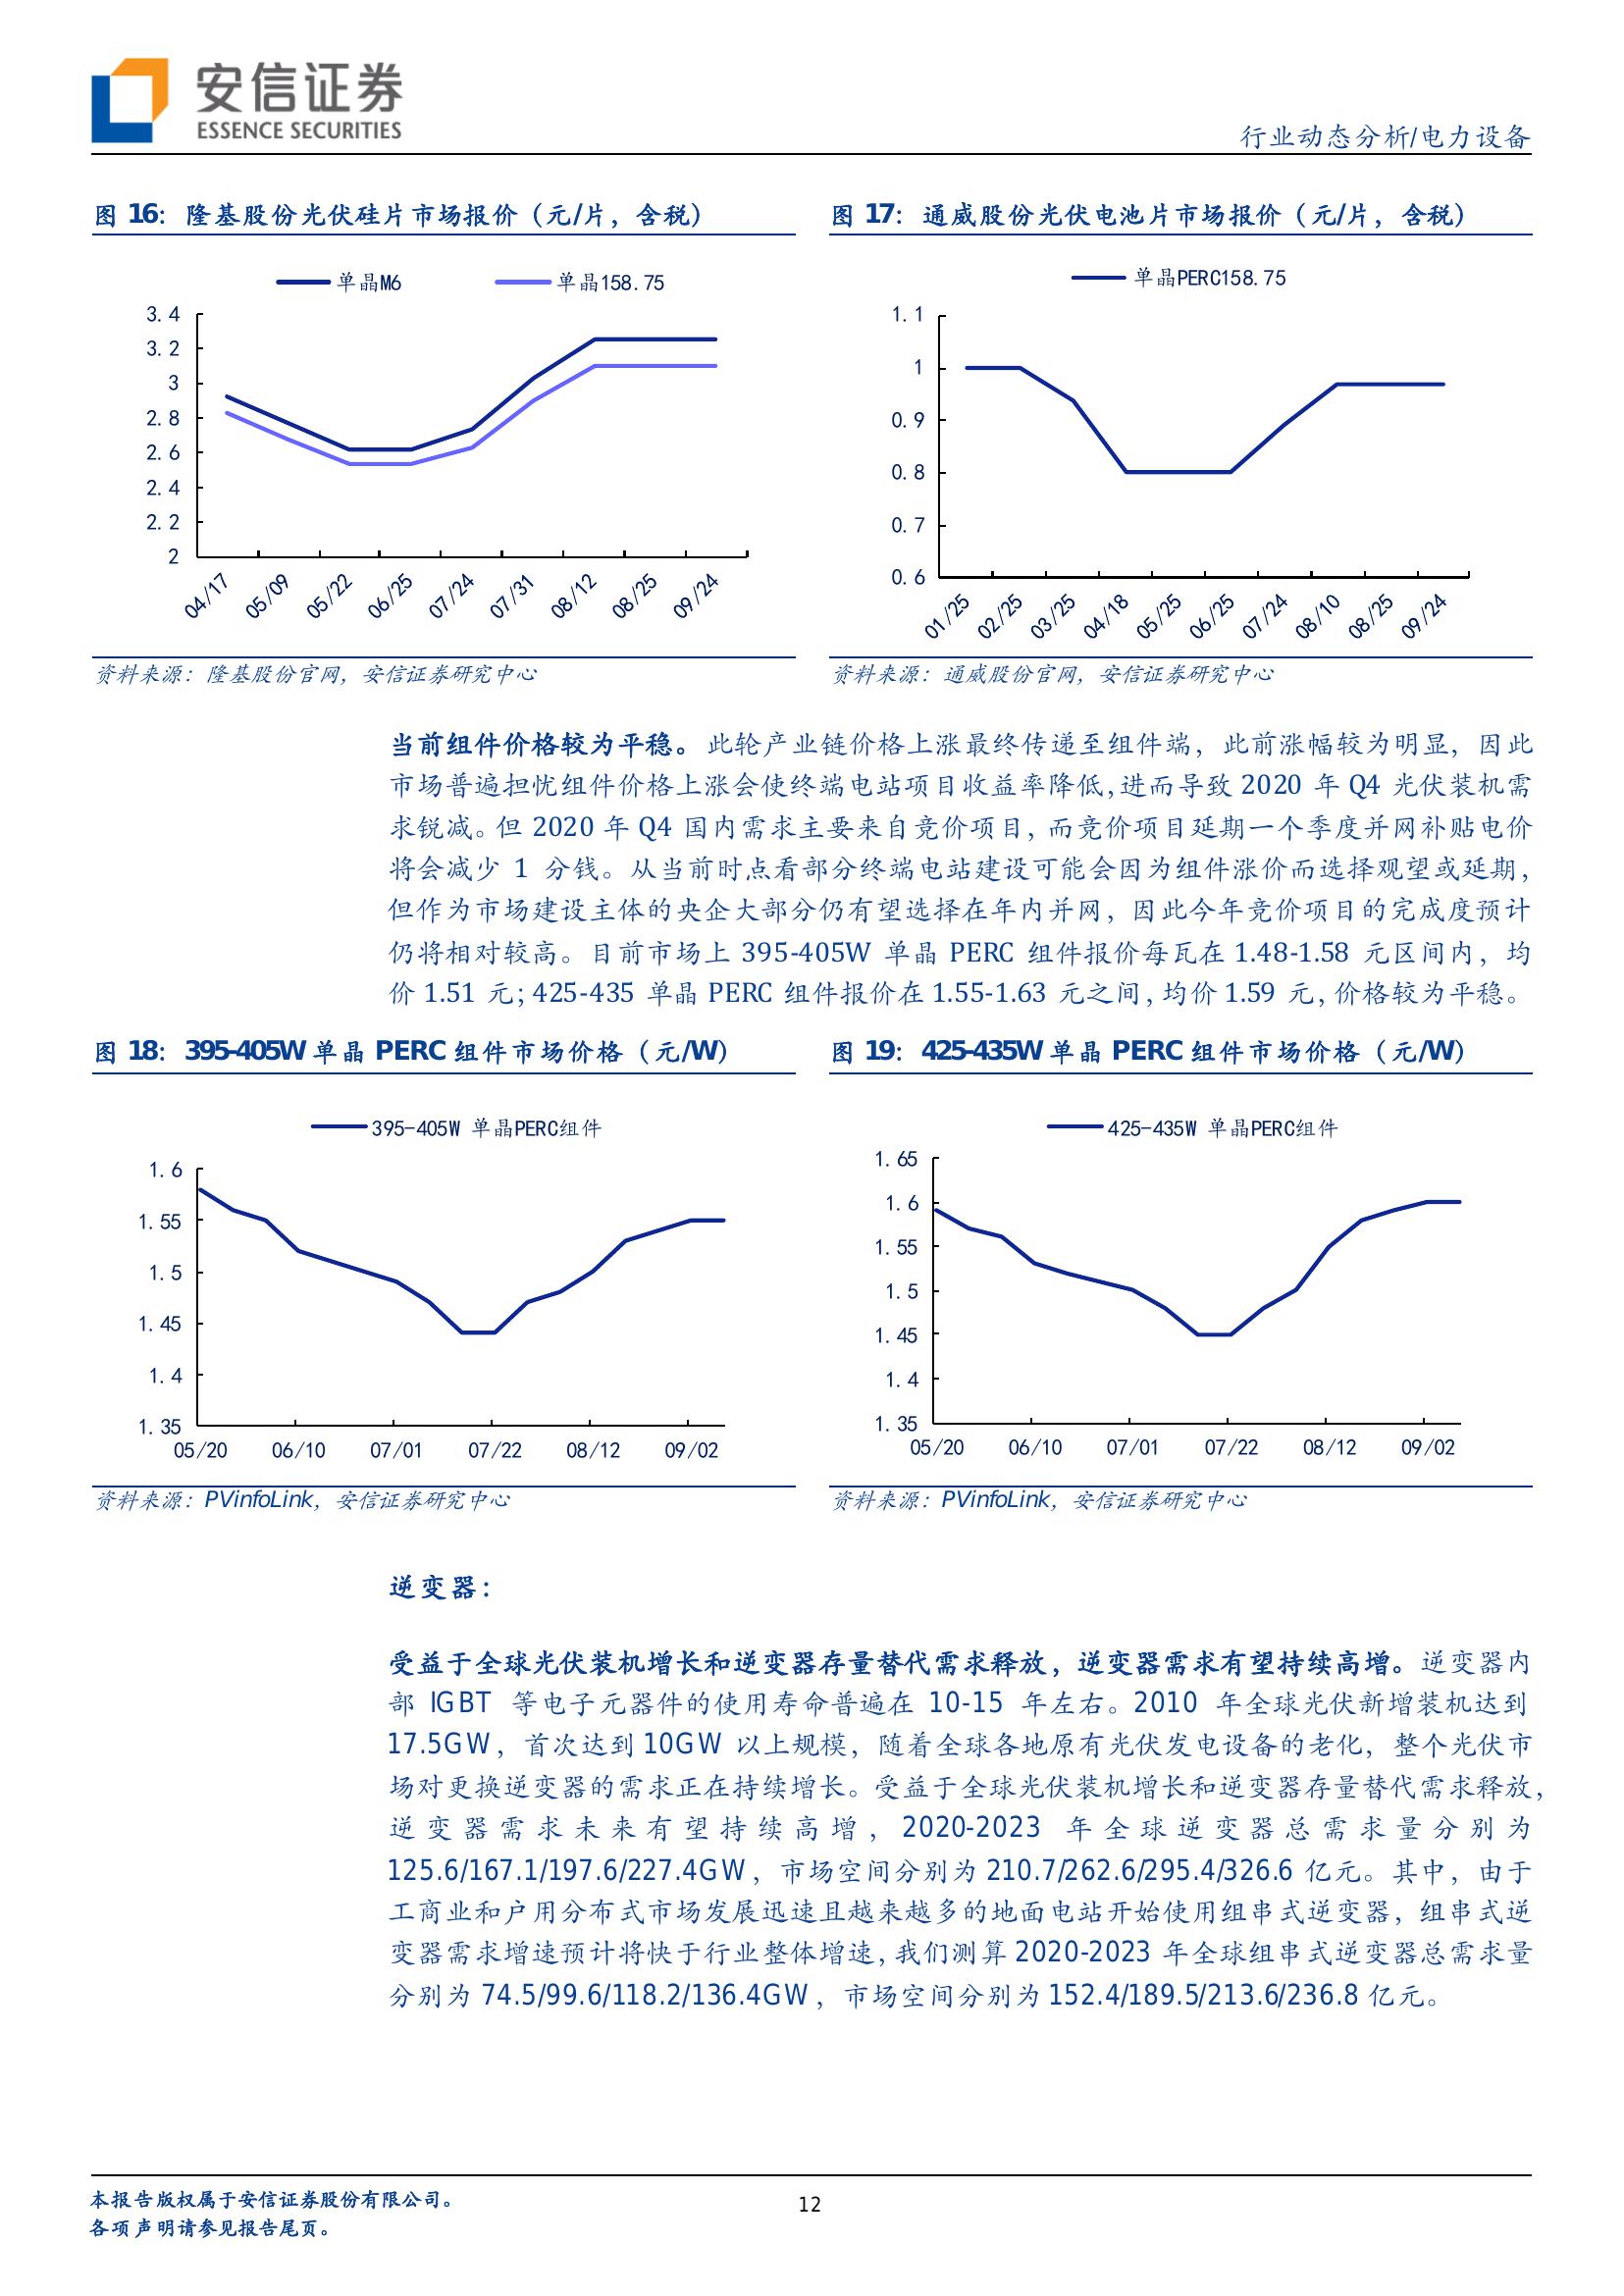 安信证券
ESSENCE SECURITIES
行业动态分析/电力设备
图 16：隆基股份光伏硅片市场报价（元/片，含税）
单晶M6
单晶158.75
3.4
3.2
3
2.8
2.6
2.4
2.2
2
04/17
05/09
05/22
06/25
07/24
07/31
08/12
08/25
09/24
资料来源：隆基股份官网，安信证券研究中心
图 17：通威股份光伏电池片市场报价（元/片，含税）
单晶PERC158.75
1.1
1
0.9
0.8
0.7
0.6
01/25
02/25
03/25
04/18
05/25
06/25
07/24
08/10
08/25
09/24
资料来源：通威股份官网，安信证券研究中心
当前组件价格较为平稳。此轮产业链价格上涨最终传递至组件端，此前涨幅较为明显，因此
市场普遍担忧组件价格上涨会使终端电站项目收益率降低，进而导致 2020 年 Q4 光伏装机需
求锐减。但 2020 年 Q4 国内需求主要来自竞价项目，而竞价项目延期一个季度并网补贴电价
将会减少 1 分钱。从当前时点看部分终端电站建设可能会因为组件涨价而选择观望或延期，
但作为市场建设主体的央企大部分仍有望选择在年内并网，因此今年竞价项目的完成度预计
仍将相对较高。目前市场上 395-405W 单晶 PERC 组件报价每瓦在 1.48-1.58 元区间内，均
价 1.51 元；425-435 单晶 PERC 组件报价在 1.55-1.63 元之间，均价 1.59 元，价格较为平稳。
图 18：395-405W 单晶 PERC 组件市场价格（元/W）
395-405W 单晶PERC组件
1.6
1.55
1.5
1.45
1.4
1.35
05/20
06/10
07/01
07/22
08/12
09/02
资料来源：PVinfoLink，安信证券研究中心
图 19：425-435W 单晶 PERC 组件市场价格（元/W）
425-435W 单晶PERC组件
1.65
1.6
1.55
1.5
1.45
1.4
1.35
05/20
06/10
07/01
07/22
08/12
09/02
资料来源：PVinfoLink，安信证券研究中心
逆变器：
受益于全球光伏装机增长和逆变器存量替代需求释放，逆变器需求有望持续高增。逆变器内
部 IGBT 等电子元器件的使用寿命普遍在 10-15 年左右。2010 年全球光伏新增装机达到
17.5GW，首次达到 10GW 以上规模，随着全球各地原有光伏发电设备的老化，整个光伏市
场对更换逆变器的需求正在持续增长。受益于全球光伏装机增长和逆变器存量替代需求释放，
逆变器需求未来有望持续高增，2020-2023 年全球逆变器总需求量分别为
125.6/167.1/197.6/227.4GW，市场空间分别为 210.7/262.6/295.4/326.6 亿元。其中，由于
工商业和户用分布式市场发展迅速且越来越多的地面电站开始使用组串式逆变器，组串式逆
变器需求增速预计将快于行业整体增速，我们测算 2020-2023 年全球组串式逆变器总需求量
分别为 74.5/99.6/118.2/136.4GW，市场空间分别为 152.4/189.5/213.6/236.8 亿元。
本报告版权属于安信证券股份有限公司。
各项声明请参见报告尾页。
12